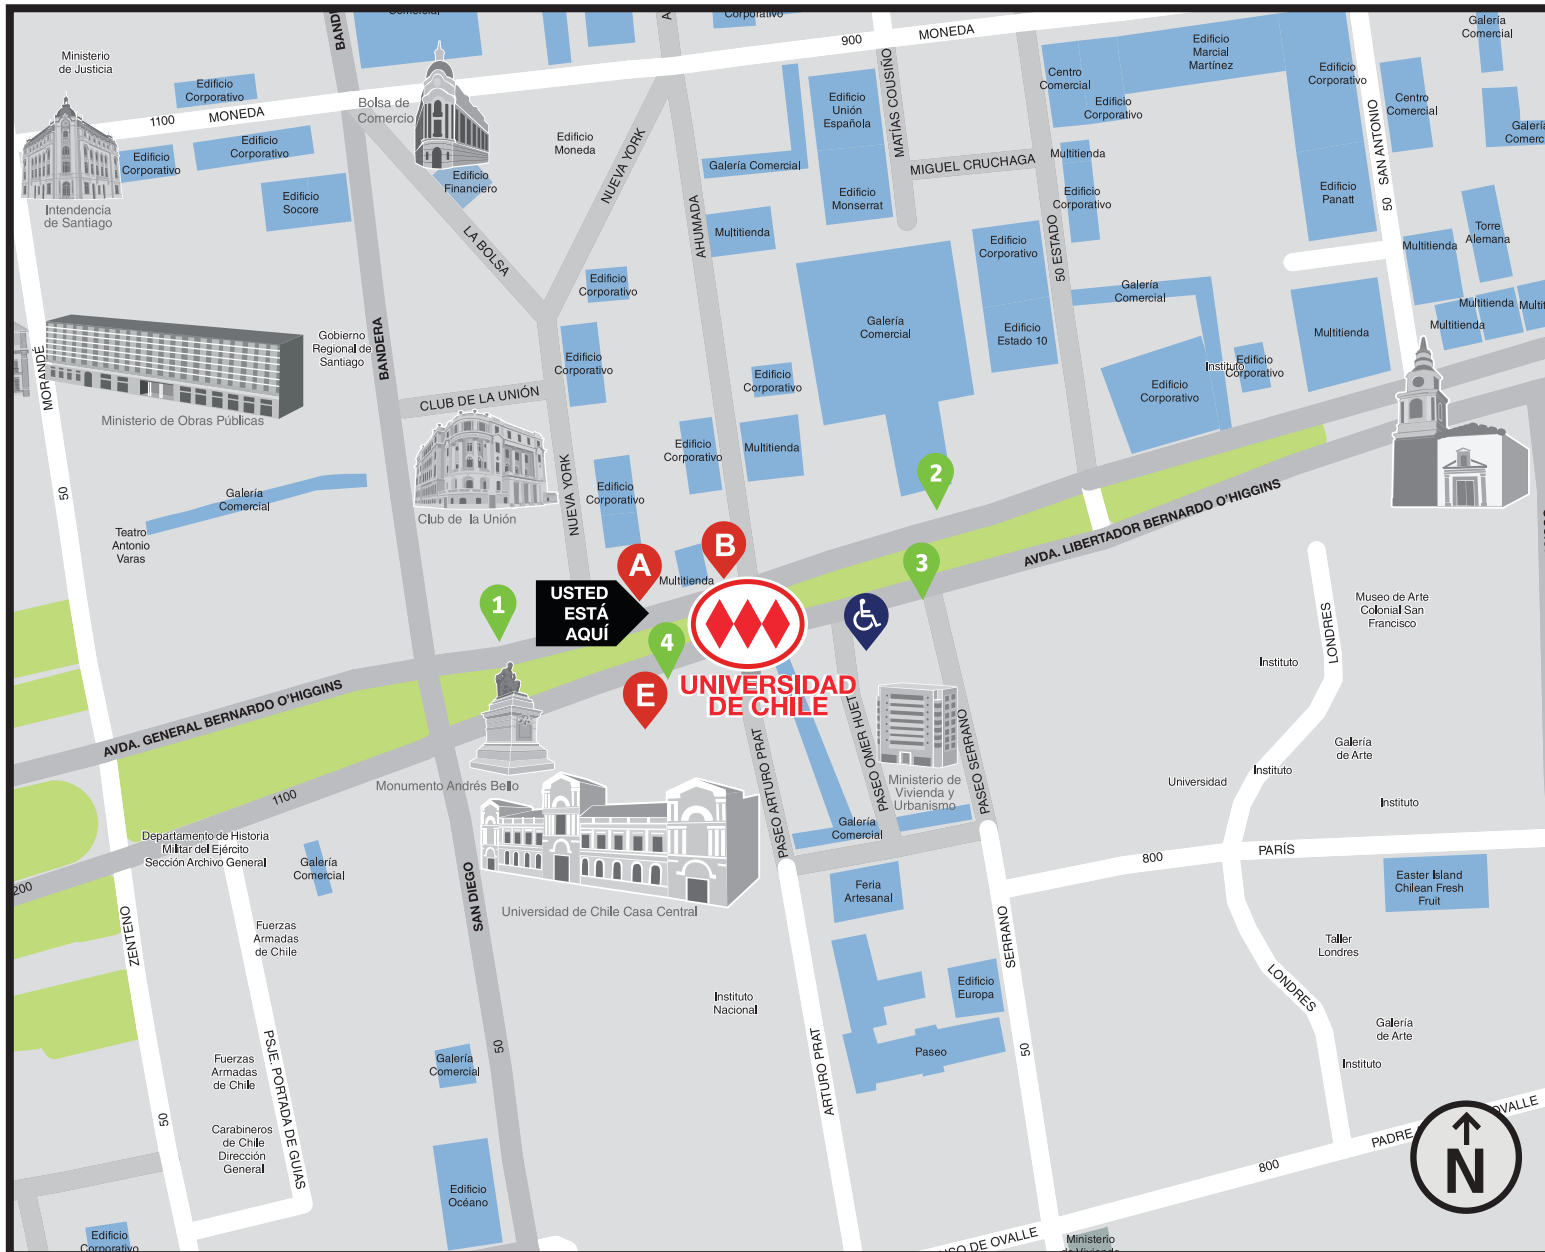 Comercial
Corporativo
Galería
Comercial
BANDE
900
MONEDA
Ministerio
de Justicia
Edificio
Marcial
Martínez
Edificio
Corporativo
Centro
Comercial
Edificio
Corporativo
Edificio
Corporativo
Centro
Comercial
Bolsa de
Comercio
1100
MONEDA
Edificio
Unión
Española
MATÍAS COUSIÑO
SAN ANTONIO
Galería
Edificio
Moneda
Edificio
Corporativo
Edificio
Corporativo
Galería Comercial
MIGUEL CRUCHAGA
Multitienda
Edificio
Financiero
NUEVA YORK
Edificio
Monserrat
Edificio
Corporativo
Edificio
Panatt
50
Edificio
Socore
Intendencia
de Santiago
LA BOLSA
AHUMADA
Multitienda
Edificio
Corporativo
50 ESTADO
Multitienda
Torre
Alemana
Edificio
Corporativo
Galería
Comercial
Multitienda
Multitienda
Multitienda
Galería
Comercial
Edificio
Estado 10
Gobierno
Regional de
Santiago
BANDERA
MORANDÉ
Edificio
Corporativo
Edificio
Corporativo
Instituto
Edificio
Corporativo
Edificio
Corporativo
CLUB DE LA UNIÓN
Ministerio de Obras Públicas
Edificio
Corporativo
Multitienda
50
Galería
Comercial
NUEVA YORK
Edificio
Corporativo
2
Club de la Unión
Teatro
Antonio
Varas
AVDA. LIBERTADOR BERNARDO O'HIGGINS
A
B
3
Multitienda
1
USTED
ESTÁ
AQUÍ
4
Museo de Arte
Colonial San
Francisco
LONDRES
Instituto
E
UNIVERSIDAD
DE CHILE
AVDA. GENERAL BERNARDO O'HIGGINS
PASEO ARTURO PRAT
PASEO OMER HUET
PASEO SERRANO
Galería
de Arte
Instituto
Universidad
Instituto
Monumento Andrés Bello
Ministerio de
Vivienda y
Urbanismo
1100
Galería
Comercial
Departamento de Historia
Militar del Ejército
Sección Archivo General
Galería
Comercial
800
PARÍS
200
Easter Island
Chilean Fresh
Fruit
Feria
Artesanal
SAN DIEGO
Universidad de Chile Casa Central
ZENTENO
Fuerzas
Armadas
de Chile
SERRANO
Taller
Londres
LONDRES
Edificio
Europa
Instituto
Nacional
PSJE. PORTADA DE GUIAS
Galería
de Arte
50
50
Paseo
Instituto
Fuerzas
Armadas
de Chile
Galería
Comercial
ARTURO PRAT
50
Carabineros
de Chile
Dirección
General
PADRE
OVALLE
800
N
Edificio
Océano
Edificio
Corporativo
SO DE OVALLE
Ministerio
de Vivienda